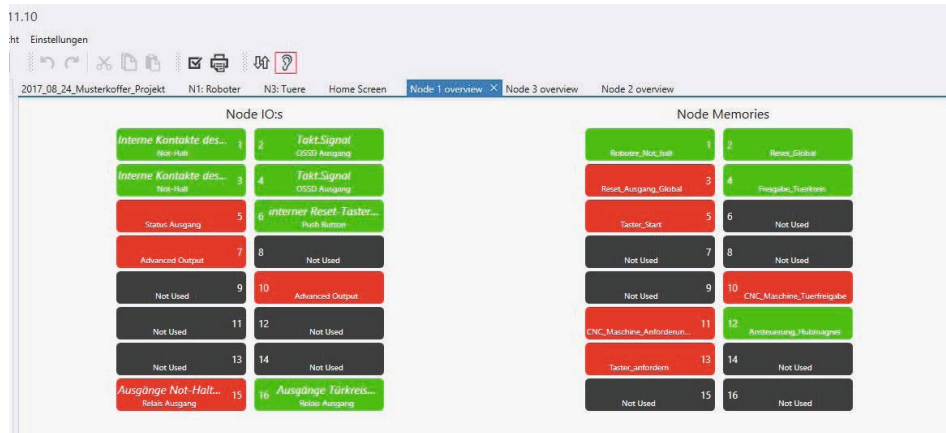 11.10
ht Einstellungen
2017_08_24_Musterkoffer_Projekt N1: Roboter N3: Tuere Home Screen Node 1 overview × Node 3 overview Node 2 overview
Node IO:s
Interne Kontakte des... 1
Not-Halt
2 Takt.Signal
OSSD Ausgang
Interne Kontakte des... 3
Not-Halt
4 Takt.Signal
OSSD Ausgang
5
Status Ausgang
6 interner Reset-Taster...
Push Button
7
Advanced Output
8
Not Used
9
Not Used
10
Advanced Output
11
Not Used
12
Not Used
13
Not Used
14
Not Used
Ausgänge Not-Halt... 15
Relais Ausgang
16 Ausgänge Türkreis...
Relais Ausgang
Node Memories
1
Roboter_Not_halt
2
Reset_Global
3
Reset_Ausgang_Global
4
Freigabe_Tuerkreis
5
Taster_Start
6
Not Used
7
Not Used
8
Not Used
9
Not Used
10
CNC_Maschine_Tuerfreigabe
11
CNC_Maschine_Anforderun...
12
Ansteuerung_Hubmagnet
13
Taster_anfordern
14
Not Used
15
Not Used
16
Not Used